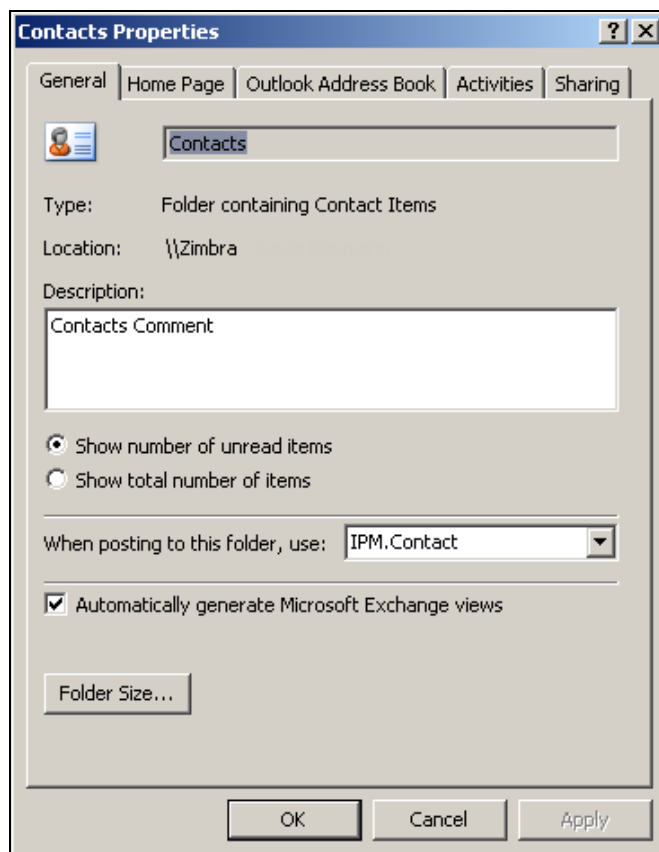 Contacts Properties
General Home Page Outlook Address Book Activities Sharing
Contacts
Type: Folder containing Contact Items
Location: \\Zimbra
Description:
Contacts Comment
Show number of unread items
Show total number of items
When posting to this folder, use: IPM.Contact
Automatically generate Microsoft Exchange views
Folder Size...
OK Cancel Apply